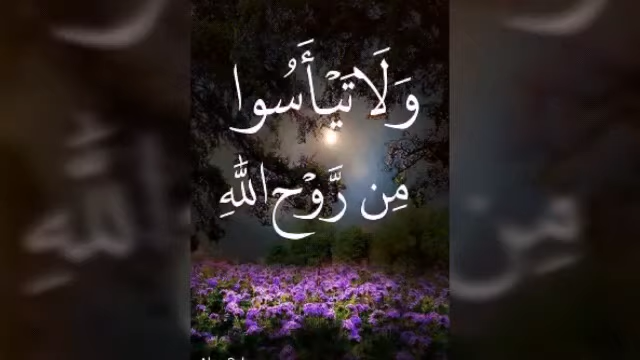 وَلَا تَيْأَسُوا
مِن رَّوْحِ اللَّهِ